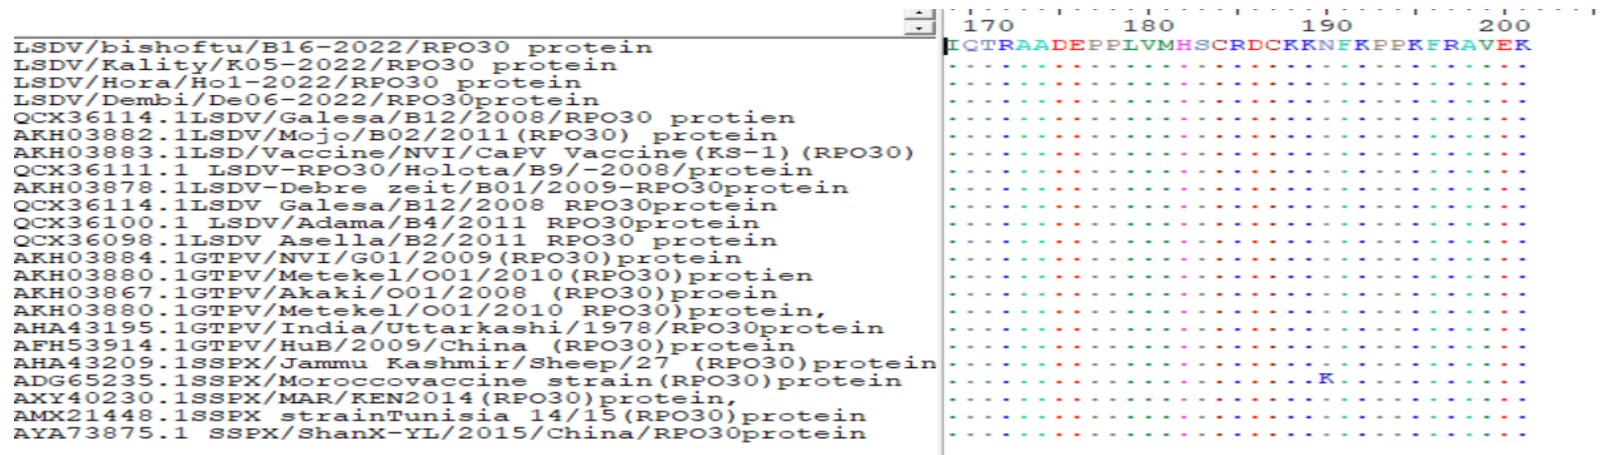 170 180 190 200
LSDV/bishoftu/B16-2022/RPO30 protein IQTRAADEPPLVMHSCRDCKKNFKPPKFRAVEK
LSDV/Kality/K05-2022/RPO30 protein .................................
LSDV/Hora/Ho1-2022/RPO30 protein .................................
LSDV/Dembi/De06-2022/RPO30protein .................................
QCX36114.1LSDV/Galesa/B12/2008/RPO30 protien .................................
AKH03882.1LSDV/Mojo/B02/2011(RPO30) protein .................................
AKH03883.1LSD/Vaccine/NVI/CaPV Vaccine(KS-1)(RPO30) .................................
QCX36111.1 LSDV-RPO30/Holota/B9/-2008/protein .................................
AKH03878.1LSDV-Debre zeit/B01/2009-RPO30protein .................................
QCX36114.1LSDV Galesa/B12/2008 RPO30protein .................................
QCX36100.1 LSDV/Adama/B4/2011 RPO30protein .................................
QCX36098.1LSDV Asella/B2/2011 RPO30 protein .................................
AKH03884.1GTPV/NVI/G01/2009(RPO30)protein .................................
AKH03880.1GTPV/Metekel/O01/2010(RPO30)protien .................................
AKH03867.1GTPV/Akaki/O01/2008 (RPO30)proein .................................
AKH03880.1GTPV/Metekel/O01/2010 RPO30)protein, .................................
AHA43195.1GTPV/India/Uttarkashi/1978/RPO30protein .................................
AFH53914.1GTPV/HuB/2009/China (RPO30)protein .................................
AHA43209.1SSPX/Jammu Kashmir/Sheep/27 (RPO30)protein .................................
ADG65235.1SSPX/Moroccovaccine strain(RPO30)protein .....................K...........
AXY40230.1SSPX/MAR/KEN2014(RPO30)protein, .................................
AMX21448.1SSPX strainTunisia 14/15(RPO30)protein .................................
AYA73875.1 SSPX/ShanX-YL/2015/China/RPO30protein .................................